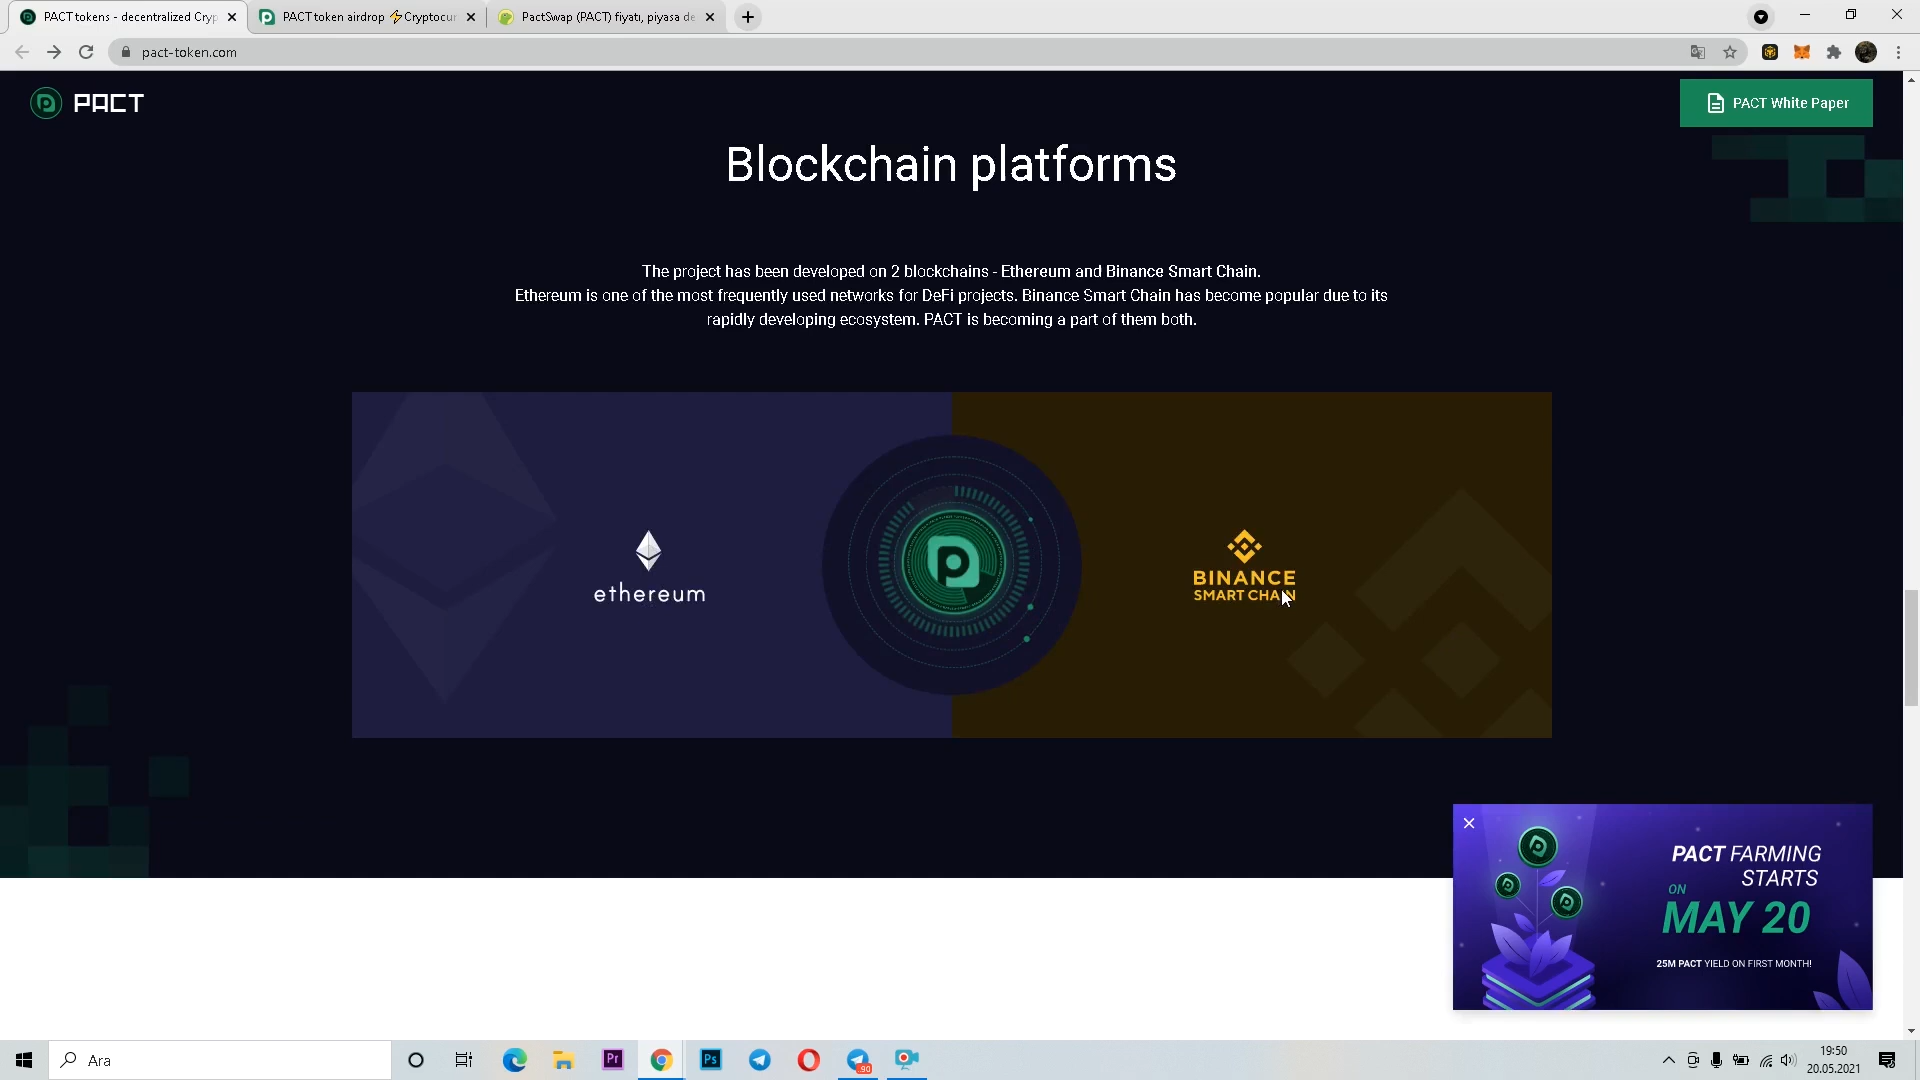 PACT tokens - decentralized Cryp
PACT token airdrop ⚡Cryptocur
PactSwap (PACT) fiyatı, piyasa de
pact-token.com
PACT
PACT White Paper
Blockchain platforms
The project has been developed on 2 blockchains - Ethereum and Binance Smart Chain.
Ethereum is one of the most frequently used networks for DeFi projects. Binance Smart Chain has become popular due to its
rapidly developing ecosystem. PACT is becoming a part of them both.
ethereum
BINANCE
SMART CHAIN
PACT FARMING
STARTS
ON
MAY 20
25M PACT YIELD ON FIRST MONTH!
Ara
Pr
Ps
90
19:50
20.05.2021